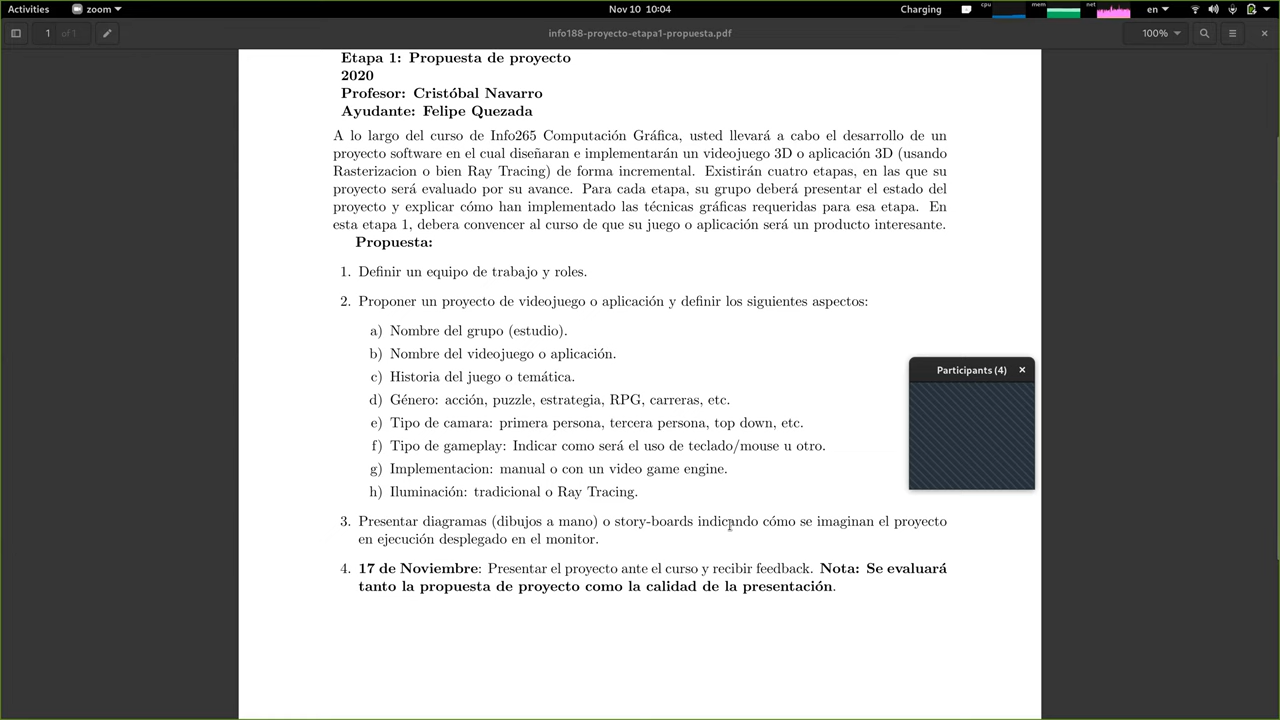 Activities
zoom
Nov 10 10:04
Charging
cpu
mem
net
en
1 of 1
info188-proyecto-etapa1-propuesta.pdf
100%
Etapa 1: Propuesta de proyecto
2020
Profesor: Cristóbal Navarro
Ayudante: Felipe Quezada
A lo largo del curso de Info265 Computación Gráfica, usted llevará a cabo el desarrollo de un
proyecto software en el cual diseñaran e implementarán un videojuego 3D o aplicación 3D (usando
Rasterizacion o bien Ray Tracing) de forma incremental. Existirán cuatro etapas, en las que su
proyecto será evaluado por su avance. Para cada etapa, su grupo deberá presentar el estado del
proyecto y explicar cómo han implementado las técnicas gráficas requeridas para esa etapa. En
esta etapa 1, debera convencer al curso de que su juego o aplicación será un producto interesante.
Propuesta:
1. Definir un equipo de trabajo y roles.
2. Proponer un proyecto de videojuego o aplicación y definir los siguientes aspectos:
a) Nombre del grupo (estudio).
b) Nombre del videojuego o aplicación.
c) Historia del juego o temática.
d) Género: acción, puzzle, estrategia, RPG, carreras, etc.
e) Tipo de camara: primera persona, tercera persona, top down, etc.
f) Tipo de gameplay: Indicar como será el uso de teclado/mouse u otro.
g) Implementacion: manual o con un video game engine.
h) Iluminación: tradicional o Ray Tracing.
3. Presentar diagramas (dibujos a mano) o story-boards indicando cómo se imaginan el proyecto
en ejecución desplegado en el monitor.
4. 17 de Noviembre: Presentar el proyecto ante el curso y recibir feedback. Nota: Se evaluará
tanto la propuesta de proyecto como la calidad de la presentación.
Participants (4)